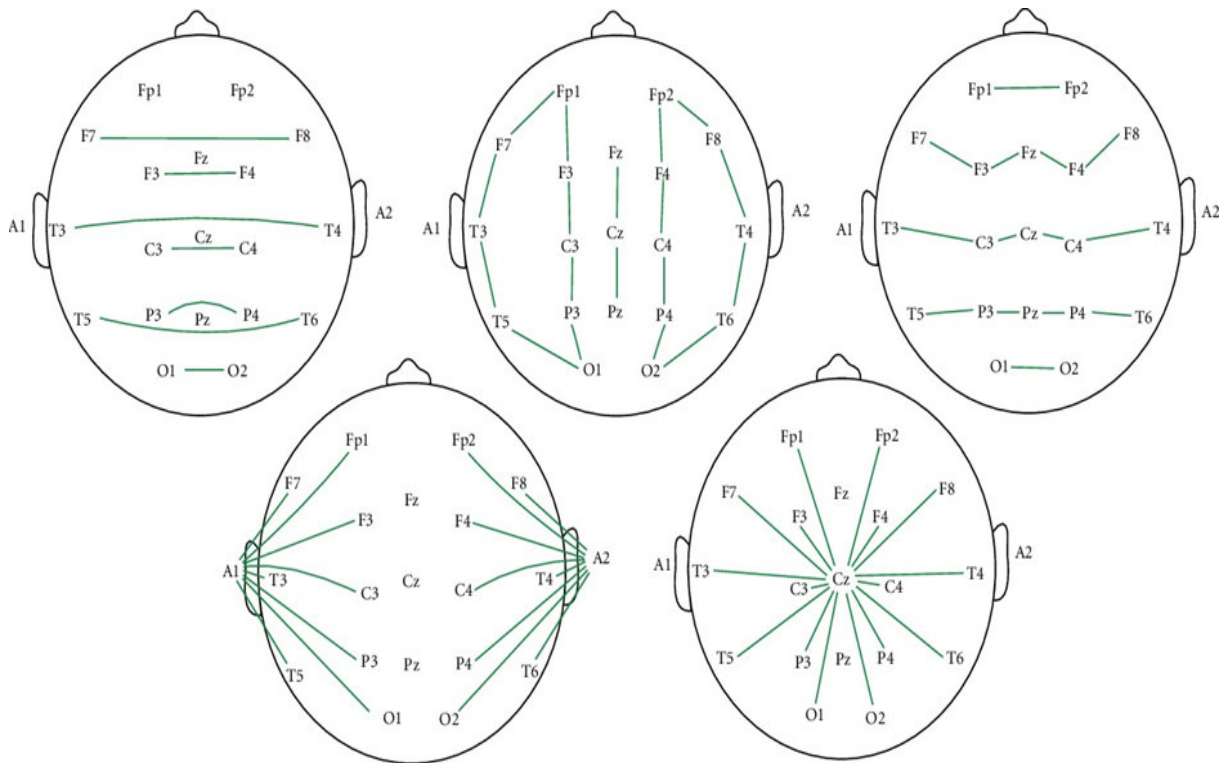 Fp1 Fp2
F7 F8
Fz
F3 F4
A1 T3 T4 A2
Cz
C3 C4
T5 P3 Pz P4 T6
O1 O2
Fp1 Fp2
F7 F8
Fz
F3 F4
A1 T3 Cz T4 A2
C3 C4
T5 P3 Pz P4 T6
O1 O2
Fp1 Fp2
F7 F8
F3 Fz F4
A1 T3 T4 A2
C3 Cz C4
T5 P3 Pz P4 T6
O1 O2
Fp1 Fp2
F7 F8
Fz
F3 F4
A1 T3 Cz T4 A2
C3 C4
T5 P3 Pz P4 T6
O1 O2
Fp1 Fp2
F7 Fz F8
F3 F4
A1 T3 T4 A2
C3 Cz C4
T5 P3 Pz P4 T6
O1 O2